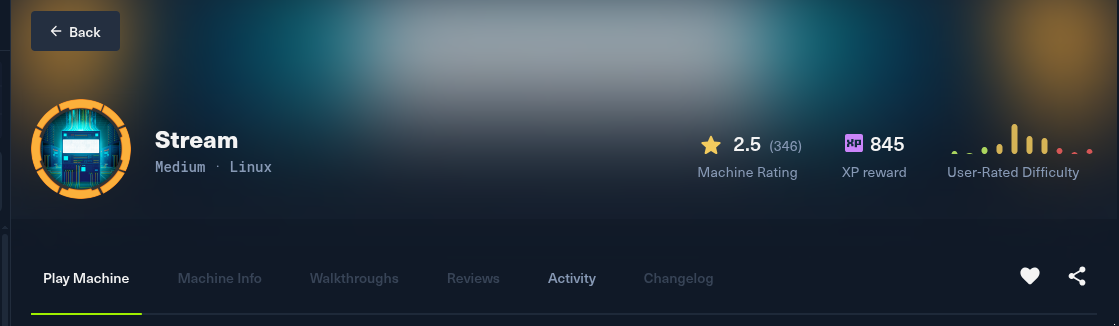 Back
Stream
Medium · Linux
2.5 (346)
Machine Rating
XP 845
XP reward
User-Rated Difficulty
Play Machine
Machine Info
Walkthroughs
Reviews
Activity
Changelog